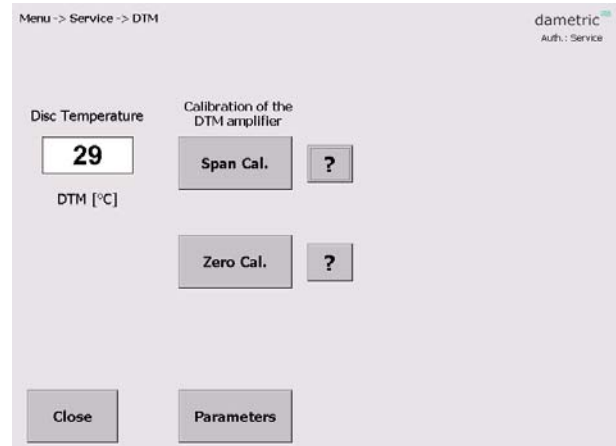 Menu -> Service -> DTM
dametric
Auth.: Service
Disc Temperature
Calibration of the
DTM amplifier
29
Span Cal.
?
DTM [°C]
Zero Cal.
?
Close
Parameters